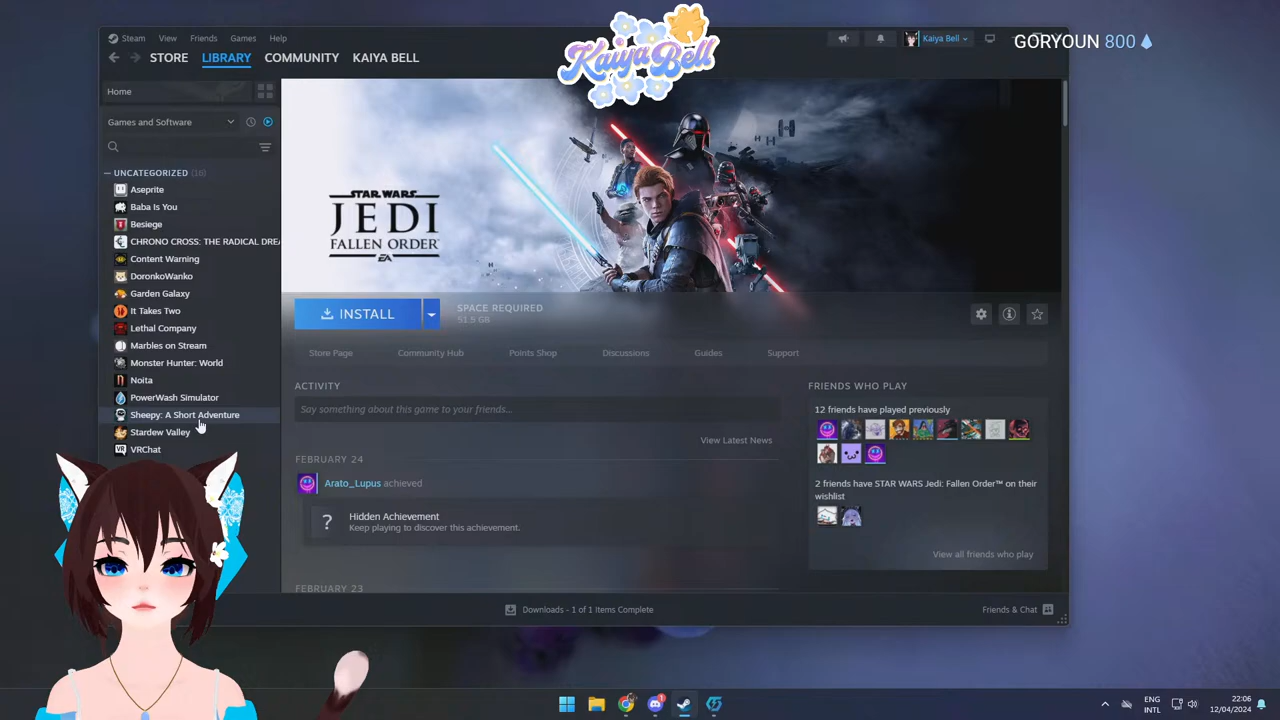 Steam View Friends Games Help
Kaiya Bell
Kaiya Bell
GORYOUN 800
STORE LIBRARY COMMUNITY KAIYA BELL
Home
Games and Software
UNCATEGORIZED (16)
Aseprite
Baba Is You
Besiege
CHRONO CROSS: THE RADICAL DREA
Content Warning
DoronkoWanko
Garden Galaxy
It Takes Two
Lethal Company
Marbles on Stream
Monster Hunter: World
Noita
PowerWash Simulator
Sheepy: A Short Adventure
Stardew Valley
VRChat
STAR WARS
JEDI
FALLEN ORDER
EA
INSTALL
SPACE REQUIRED
51.5 GB
Store Page Community Hub Points Shop Discussions Guides Support
ACTIVITY
Say something about this game to your friends...
View Latest News
FEBRUARY 24
Arato_Lupus achieved
?
Hidden Achievement
Keep playing to discover this achievement.
FEBRUARY 23
FRIENDS WHO PLAY
12 friends have played previously
2 friends have STAR WARS Jedi: Fallen Order™ on their
wishlist
View all friends who play
Downloads - 1 of 1 Items Complete
Friends & Chat
ENG
INTL
22:06
12/04/2024